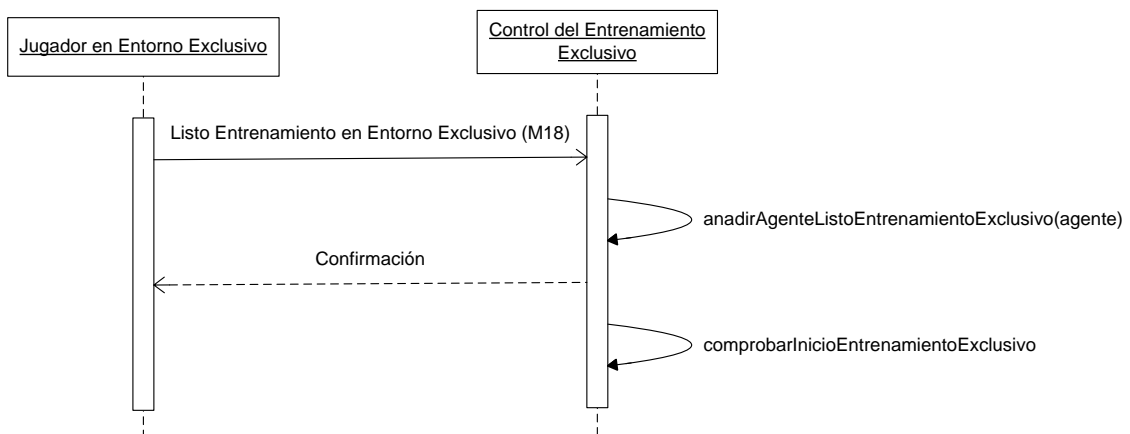 Jugador en Entorno Exclusivo
Control del Entrenamiento
Exclusivo
Listo Entrenamiento en Entorno Exclusivo (M18)
anadirAgenteListoEntrenamientoExclusivo(agente)
Confirmación
comprobarInicioEntrenamientoExclusivo